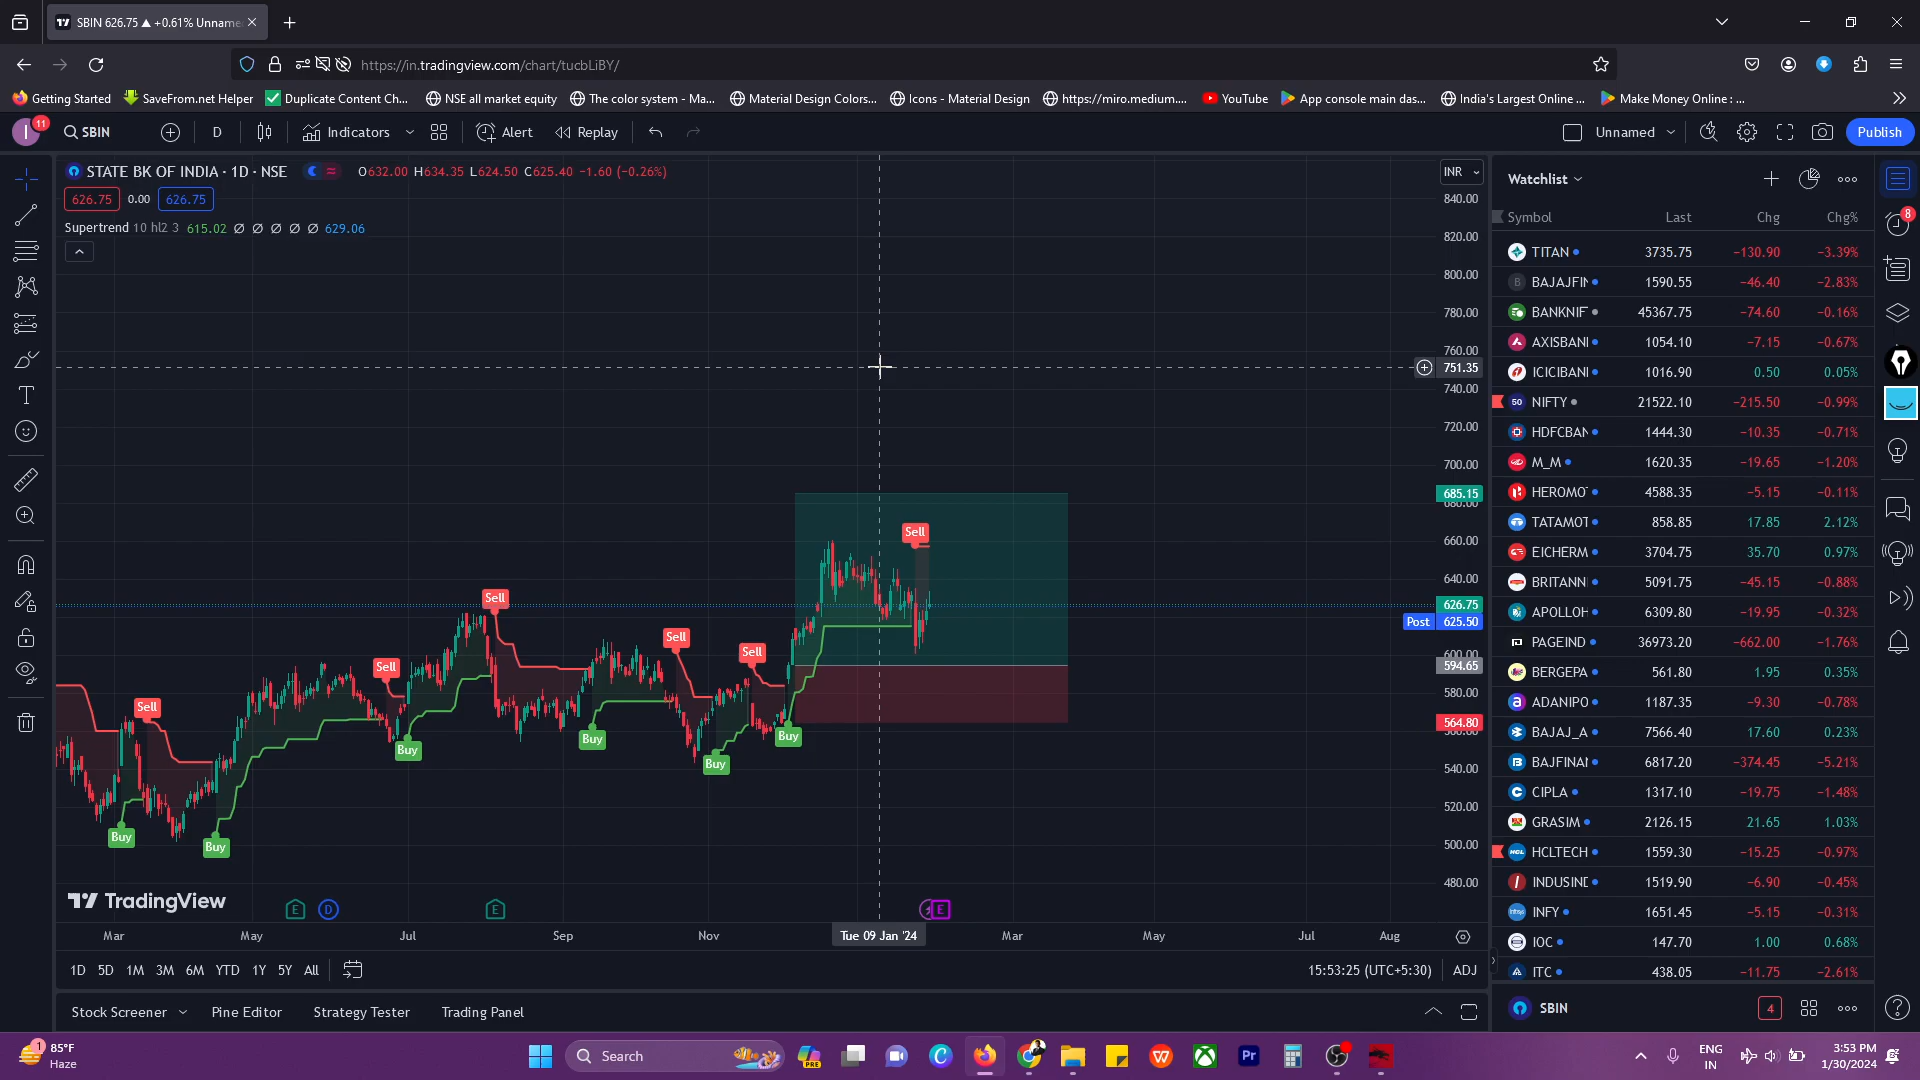 SBIN 626.75 ▲ +0.61% Unname
https://in.tradingview.com/chart/tucbLiBY/
Getting Started
SaveFrom.net Helper
Duplicate Content Ch...
NSE all market equity
The color system - Ma...
Material Design Colors...
Icons - Material Design
https://miro.medium....
YouTube
App console main das...
India's Largest Online ...
Make Money Online : ...
I
11
SBIN
D
Indicators
Alert
Replay
Unnamed
Publish
STATE BK OF INDIA · 1D · NSE
O632.00 H634.35 L624.50 C625.40 −1.60 (−0.26%)
626.75 0.00 626.75
Supertrend 10 hl2 3 615.02 ∅ ∅ ∅ ∅ ∅ 629.06
INR
840.00
820.00
800.00
780.00
760.00
751.35
740.00
720.00
700.00
685.15
680.00
660.00
640.00
626.75
Post 625.50
600.00
594.65
580.00
564.80
560.00
540.00
520.00
500.00
480.00
Sell
Sell
Sell
Sell
Sell
Sell
Buy
Buy
Buy
Buy
Buy
Buy
TradingView
E
D
E
E
Mar
May
Jul
Sep
Nov
Tue 09 Jan '24
Mar
May
Jul
Aug
1D 5D 1M 3M 6M YTD 1Y 5Y All
15:53:25 (UTC+5:30) ADJ
Stock Screener
Pine Editor
Strategy Tester
Trading Panel
Watchlist
Symbol Last Chg Chg%
TITAN 3735.75 −130.90 −3.39%
BAJAJFIN 1590.55 −46.40 −2.83%
BANKNIF 45367.75 −74.60 −0.16%
AXISBANI 1054.10 −7.15 −0.67%
ICICIBANI 1016.90 0.50 0.05%
50 NIFTY 21522.10 −215.50 −0.99%
HDFCBAN 1444.30 −10.35 −0.71%
M_M 1620.35 −19.65 −1.20%
HEROMO 4588.35 −5.15 −0.11%
TATAMOT 858.85 17.85 2.12%
EICHERM 3704.75 35.70 0.97%
BRITANN 5091.75 −45.15 −0.88%
APOLLOH 6309.80 −19.95 −0.32%
PAGEIND 36973.20 −662.00 −1.76%
BERGEPA 561.80 1.95 0.35%
ADANIPO 1187.35 −9.30 −0.78%
BAJAJ_A 7566.40 17.60 0.23%
BAJFINAI 6817.20 −374.45 −5.21%
CIPLA 1317.10 −19.75 −1.48%
GRASIM 2126.15 21.65 1.03%
HCLTECH 1559.30 −15.25 −0.97%
INDUSINE 1519.90 −6.90 −0.45%
INFY 1651.45 −5.15 −0.31%
IOC 147.70 1.00 0.68%
ITC 438.05 −11.75 −2.61%
SBIN
4
8
1
85°F
Haze
Search
PRE
Pr
ENG
IN
3:53 PM
1/30/2024